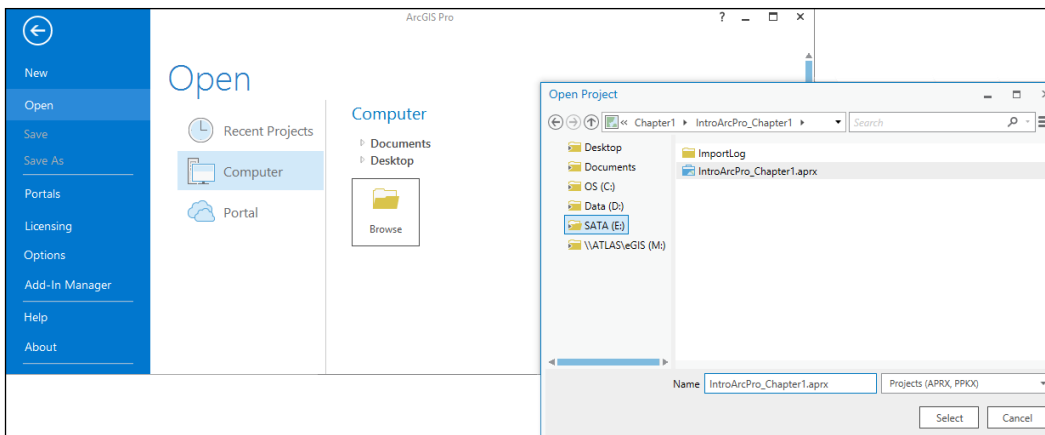 ArcGIS Pro
?
New
Open
Save
Save As
Portals
Licensing
Options
Add-In Manager
Help
About
Open
Recent Projects
Computer
Portal
Computer
Documents
Desktop
Browse
Open Project
« Chapter1 IntroArcPro_Chapter1
Search
Desktop
Documents
OS (C:)
Data (D:)
SATA (E:)
\\ATLAS\eGIS (M:)
ImportLog
IntroArcPro_Chapter1.aprx
Name IntroArcPro_Chapter1.aprx Projects (APRX, PPKX)
Select Cancel